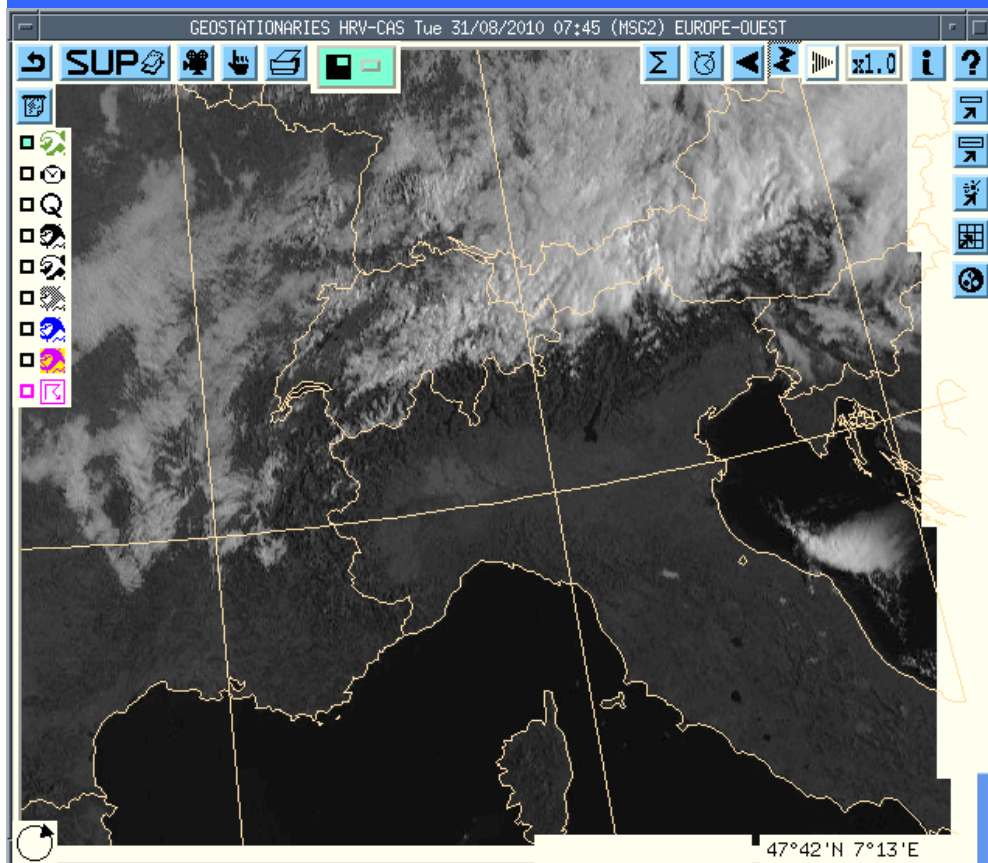 GEOSTATIONARIES HRV-CAS Tue 31/08/2010 07:45 (MSG2) EUROPE-OUEST
SUP Σ x1.0 i ?
Q
47°42'N 7°13'E